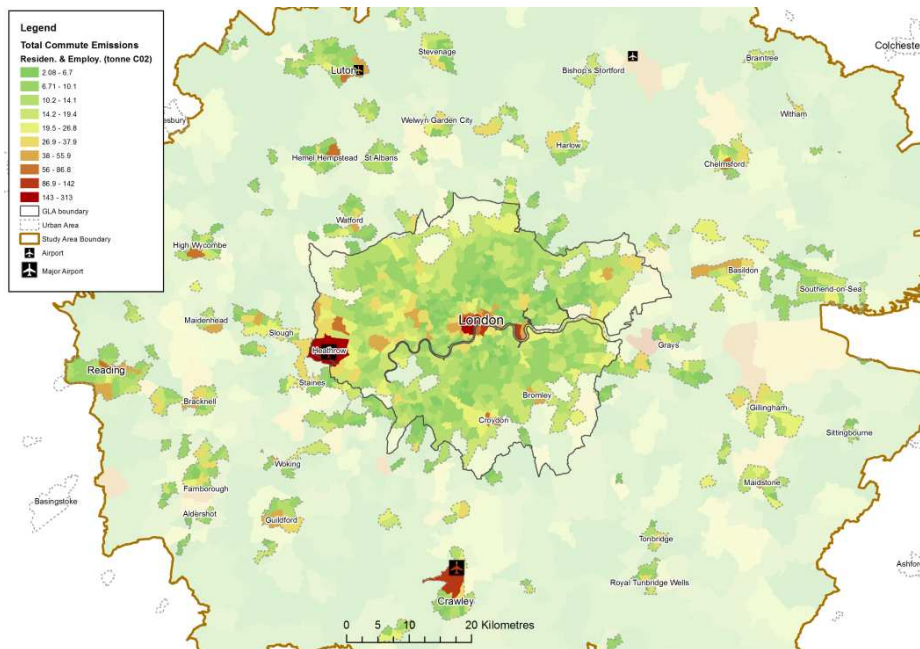 Legend
Total Commute Emissions
Residen. & Employ. (tonne C02)
2.08 - 6.7
6.71 - 10.1
10.2 - 14.1
14.2 - 19.4
19.5 - 26.8
26.9 - 37.9
38 - 55.9
56 - 86.8
86.9 - 142
143 - 313
GLA boundary
Urban Area
Study Area Boundary
Airport
Major Airport
Colchester
Stevenage
Braintree
Luton
Bishop's Stortford
Witham
Welwyn Garden City
Harlow
Hemel Hempstead
St Albans
Chelmsford
Watford
High Wycombe
Basildon
Southend-on-Sea
London
Maidenhead
Slough
Heathrow
Grays
Reading
Staines
Bracknell
Bromley
Gillingham
Croydon
Sittingbourne
Woking
Farnborough
Maidstone
Basingstoke
Aldershot
Guildford
Tonbridge
Ashford
Royal Tunbridge Wells
Crawley
0 5 10 20 Kilometres